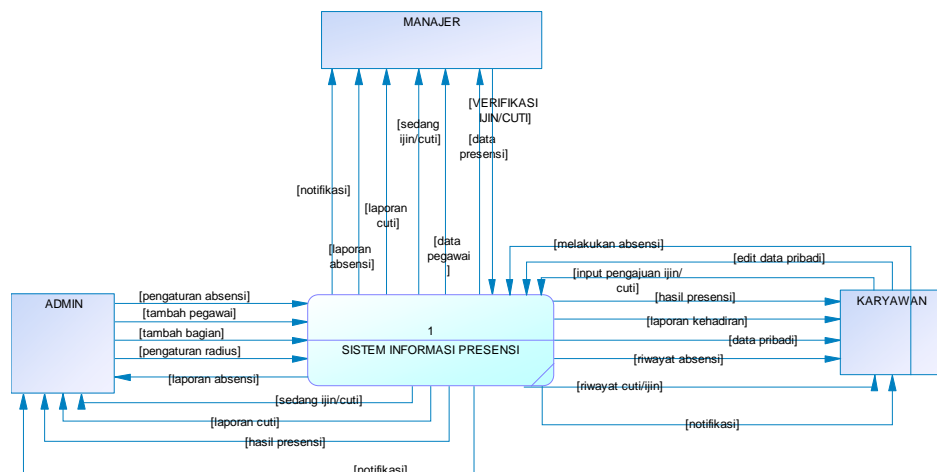 MANAJER
[VERIFIKASI
IJIN/CUTI]
[sedang
ijin/cuti]
[data
presensi]
[notifikasi]
[laporan
cuti]
[laporan
absensi]
[data
pegawai
]
[melakukan absensi]
[edit data pribadi]
[input pengajuan ijin/
cuti]
ADMIN
[pengaturan absensi]
[tambah pegawai]
[tambah bagian]
[pengaturan radius]
[laporan absensi]
1
SISTEM INFORMASI PRESENSI
[hasil presensi]
[laporan kehadiran]
[data pribadi]
[riwayat absensi]
[riwayat cuti/ijin]
[notifikasi]
KARYAWAN
[sedang ijin/cuti]
[laporan cuti]
[hasil presensi]
[notifikasi]